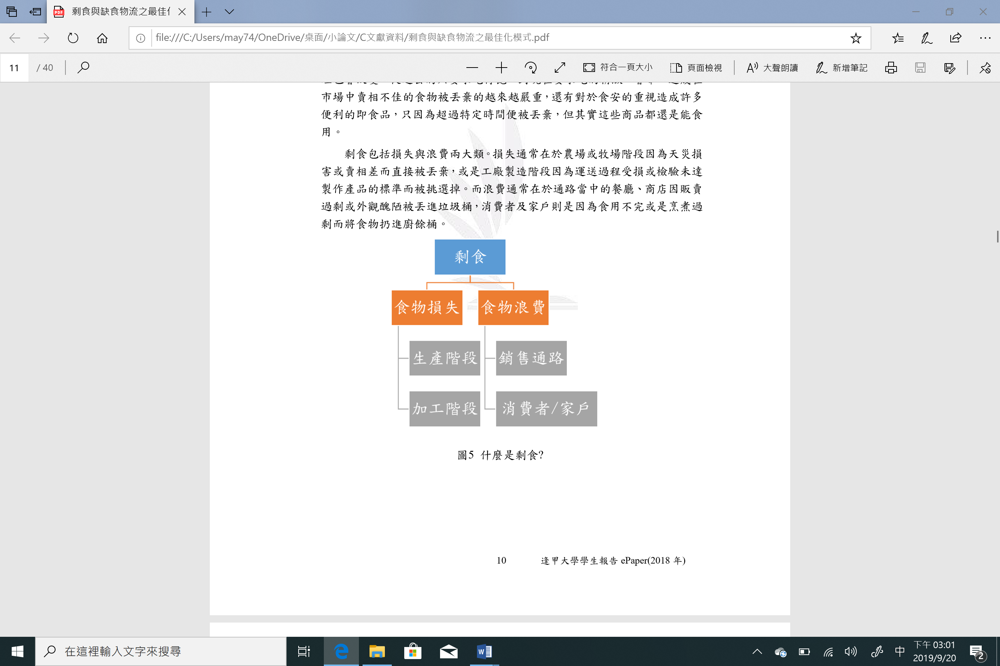 剩食與缺食物流之最佳
file:///C:/Users/may74/OneDrive/桌面/小論文/C文獻資料/剩食與缺食物流之最佳化模式.pdf
11 / 40 符合一頁大小 頁面檢視 大聲朗讀 新增筆記
市場中賣相不佳的食物被丟棄的越來越嚴重，還有對於食安的重視造成許多
便利的即食品，只因為超過特定時間便被丟棄，但其實這些商品都還是能食
用。
剩食包括損失與浪費兩大類。損失通常在於農場或牧場階段因為天災損
害或賣相差而直接被丟棄，或是工廠製造階段因為運送過程受損或檢驗未達
製作產品的標準而被挑選掉。而浪費通常在於通路當中的餐廳、商店因販賣
過剩或外觀醜陋被丟進垃圾桶，消費者及家戶則是因為食用不完或是烹煮過
剩而將食物扔進廚餘桶。
剩食
食物損失 食物浪費
生產階段 銷售通路
加工階段 消費者/家戶
圖5 什麼是剩食?
10 逢甲大學學生報告 ePaper(2018 年)
在這裡輸入文字來搜尋
中
下午 03:01
2019/9/20
2